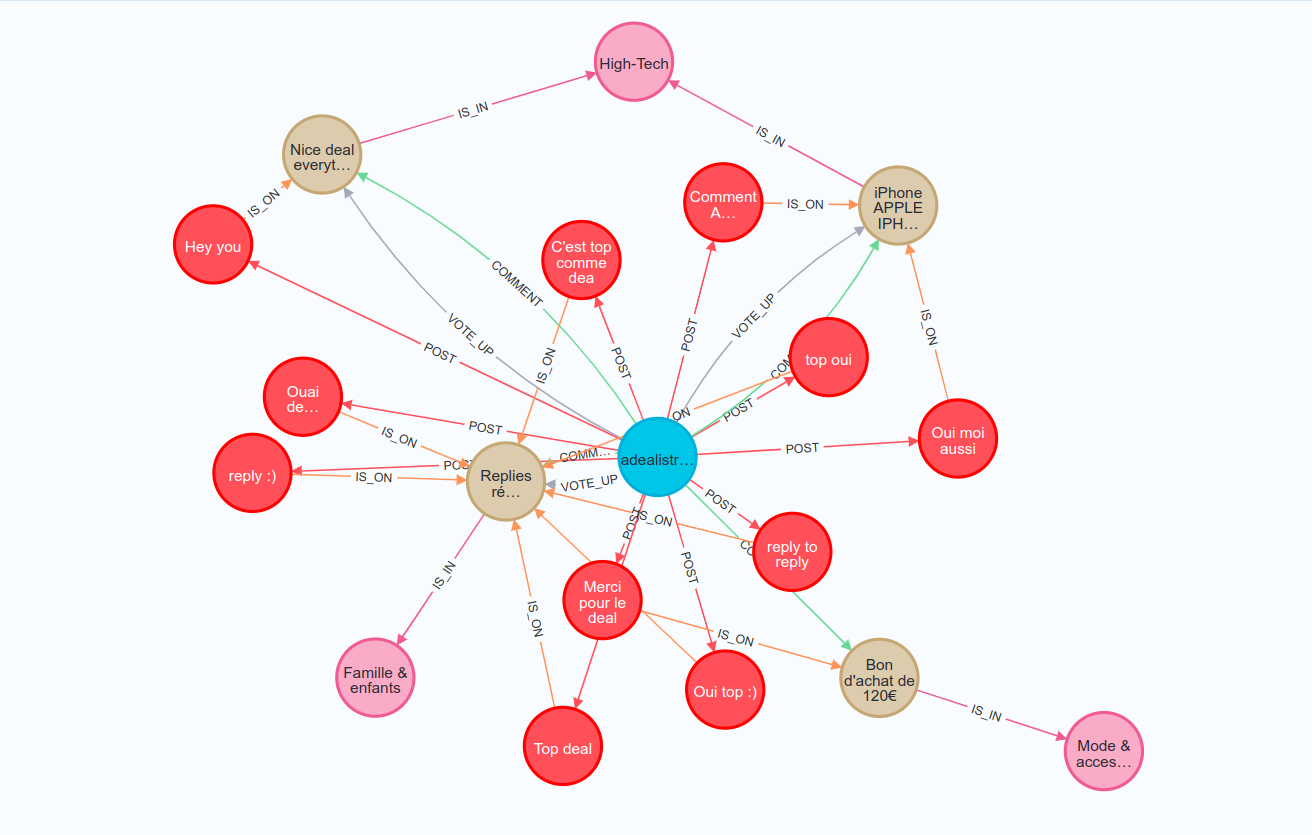 High-Tech
IS_IN
IS_IN
Nice deal
everyt…
iPhone
APPLE
IPH…
Comment
A…
IS_ON
IS_ON
Hey you
C'est top
comme
dea
COMMENT
VOTE_UP
VOTE_UP
POST
POST
POST
IS_ON
IS_ON
top oui
COM
POST
ON
Ouai
de…
IS_ON
POST
Oui moi
aussi
POST
adealistr…
COMM…
reply :)
IS_ON
POS
Replies
ré…
VOTE_UP
POST
IS_ON
POST
reply to
reply
CO
POST
IS_IN
Merci
pour le
deal
IS_ON
IS_ON
Famille &
enfants
Oui top :)
Bon
d'achat de
120€
IS_IN
Top deal
Mode &
acces…